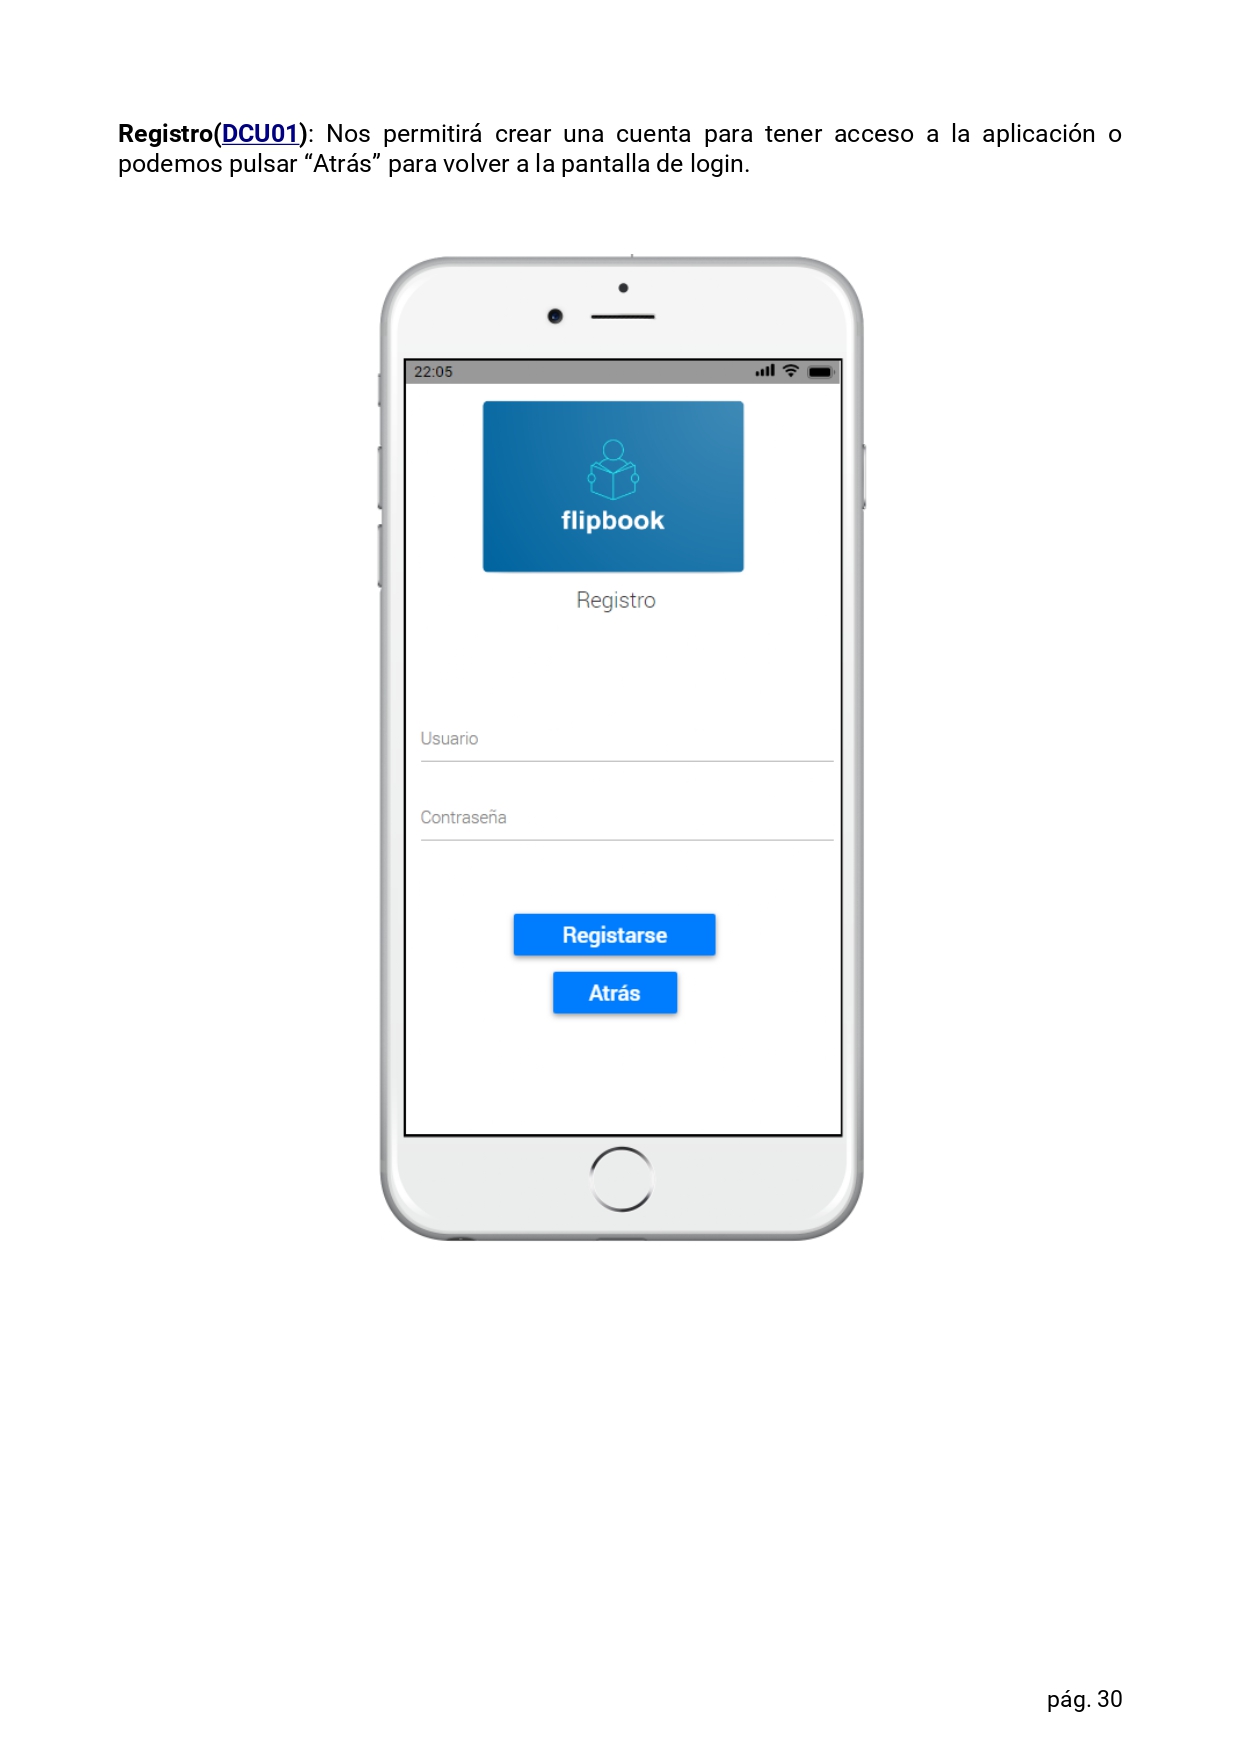 Registro(DCU01): Nos permitirá crear una cuenta para tener acceso a la aplicación o
podemos pulsar “Atrás” para volver a la pantalla de login.
22:05
flipbook
Registro
Usuario
Contraseña
Registarse
Atrás
pág. 30